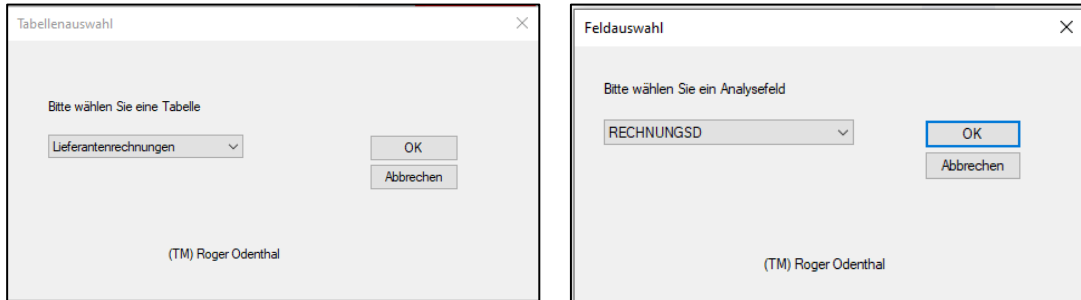 Tabellenauswahl
Bitte wählen Sie eine Tabelle
Lieferantenrechnungen
OK
Abbrechen
(TM) Roger Odenthal
Feldauswahl
Bitte wählen Sie ein Analysefeld
RECHNUNGSD
OK
Abbrechen
(TM) Roger Odenthal